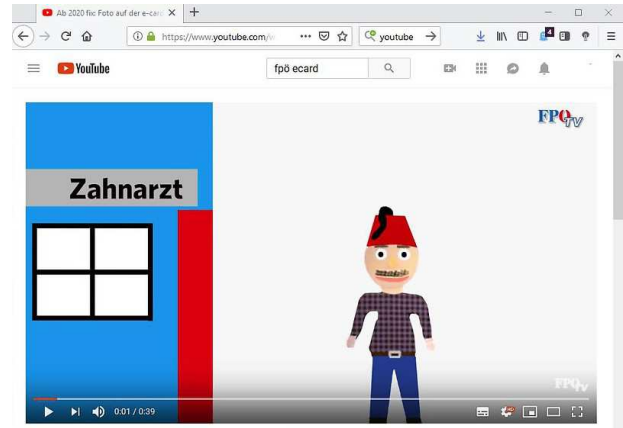 Ab 2020 fix: Foto auf der e-car
https://www.youtube.com/w
youtube
4
YouTube
fpö ecard
FPÖ TV
Zahnarzt
FPÖ TV
0:01 / 0:39